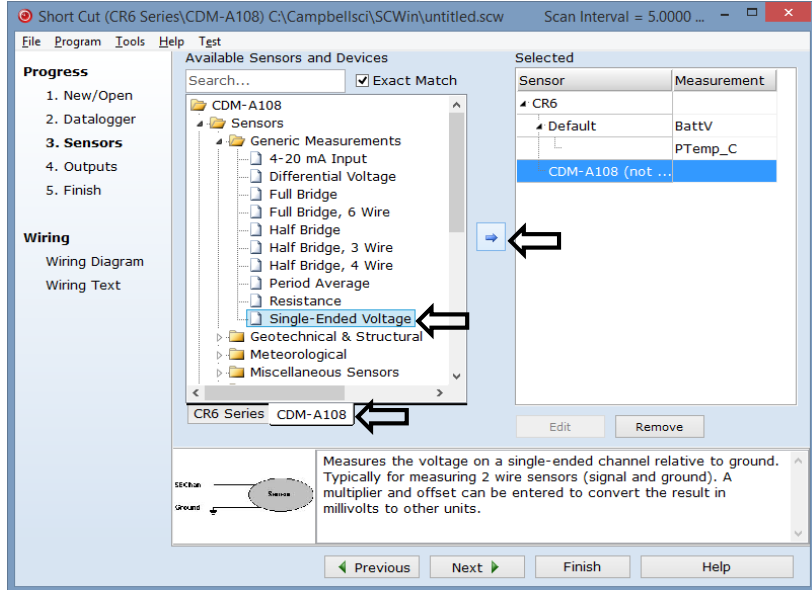 Short Cut (CR6 Series\CDM-A108) C:\Campbellsci\SCWin\untitled.scw Scan Interval = 5.0000 ...
File Program Tools Help Test
Progress
1. New/Open
2. Datalogger
3. Sensors
4. Outputs
5. Finish
Wiring
Wiring Diagram
Wiring Text
Available Sensors and Devices
Search...
Exact Match
CDM-A108
Sensors
Generic Measurements
4-20 mA Input
Differential Voltage
Full Bridge
Full Bridge, 6 Wire
Half Bridge
Half Bridge, 3 Wire
Half Bridge, 4 Wire
Period Average
Resistance
Single-Ended Voltage
Geotechnical & Structural
Meteorological
Miscellaneous Sensors
CR6 Series CDM-A108
Selected
Sensor Measurement
CR6
Default BattV
PTemp_C
CDM-A108 (not ...
Edit Remove
SEChan
Sensor
Ground
Measures the voltage on a single-ended channel relative to ground.
Typically for measuring 2 wire sensors (signal and ground). A
multiplier and offset can be entered to convert the result in
millivolts to other units.
Previous Next Finish Help